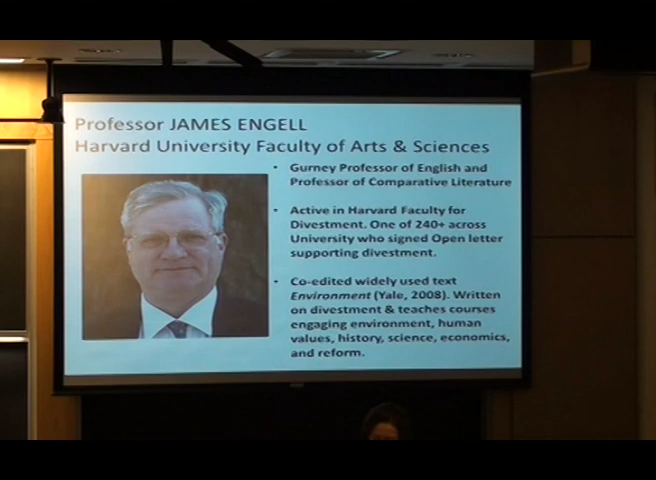 Professor JAMES ENGELL
Harvard University Faculty of Arts & Sciences
• Gurney Professor of English and
Professor of Comparative Literature
• Active in Harvard Faculty for
Divestment. One of 240+ across
University who signed Open letter
supporting divestment.
• Co-edited widely used text
Environment (Yale, 2008). Written
on divestment & teaches courses
engaging environment, human
values, history, science, economics,
and reform.